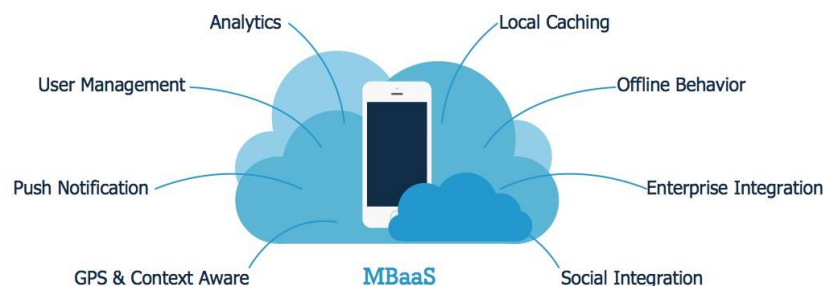 Analytics
Local Caching
User Management
Offline Behavior
Push Notification
Enterprise Integration
GPS & Context Aware
MBaaS
Social Integration